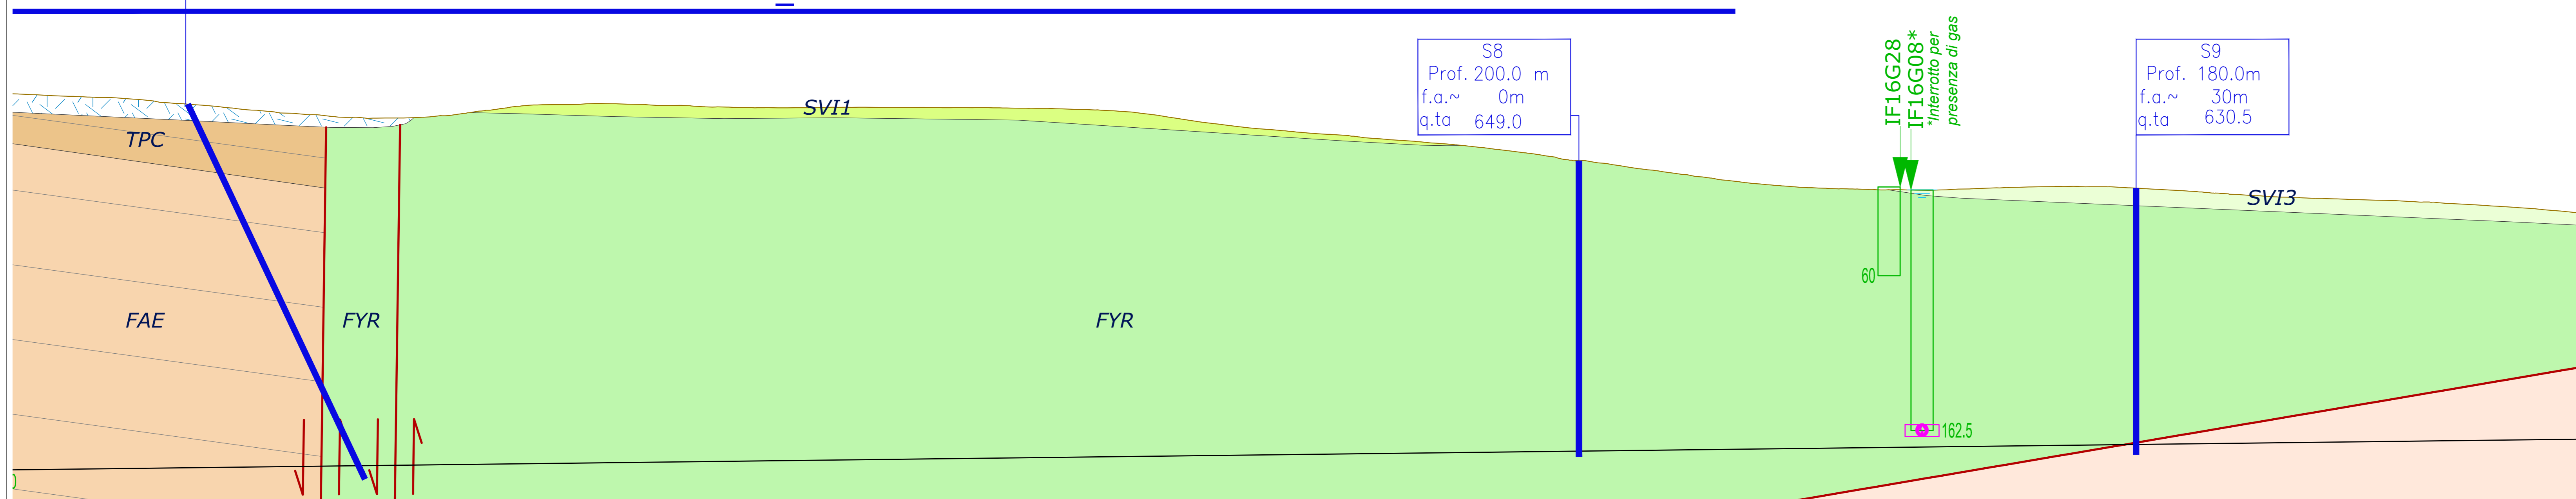 SVI1
S8
Prof. 200.0 m
f.a.~ 0m
q.ta 649.0
IF16G28
IF16G08*
*Interrotto per
presenza di gas
S9
Prof. 180.0m
f.a.~ 30m
q.ta 630.5
TPC
SVI3
60
FAE
FYR
FYR
162.5